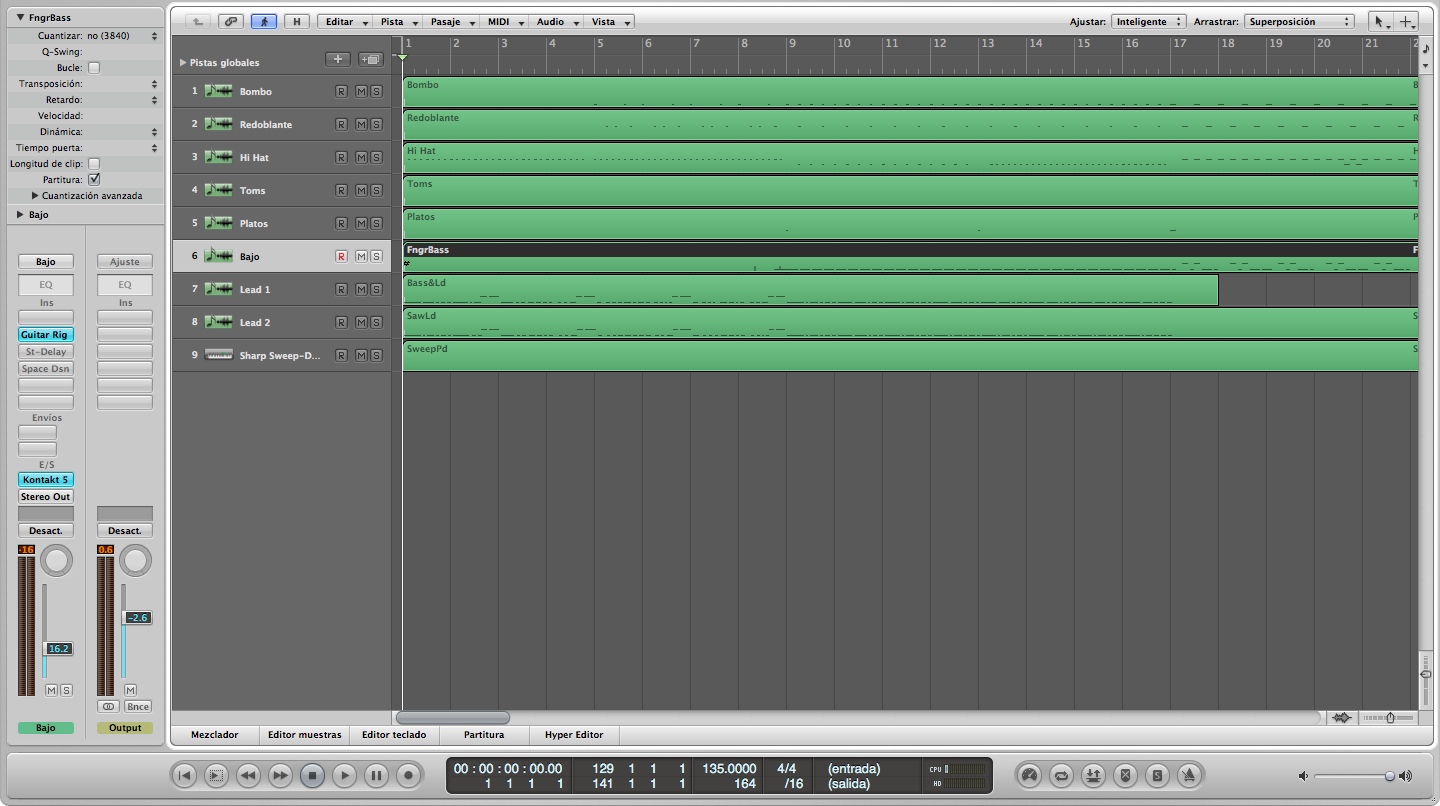 FngrBass
Cuantizar: no (3840)
Q-Swing:
Bucle:
Transposición:
Retardo:
Velocidad:
Dinámica:
Tiempo puerta:
Longitud de clip:
Partitura:
Cuantización avanzada
Bajo
Bajo Ajuste
EQ EQ
Ins Ins
Guitar Rig
St-Delay
Space Dsn
Envíos
E/S
Kontakt 5
Stereo Out
Desact. Desact.
-16 0.6
-2.6
16.2
M S M
Bnce
Bajo Output
H Editar Pista Pasaje MIDI Audio Vista Ajustar: Inteligente Arrastrar: Superposición
1 2 3 4 5 6 7 8 9 10 11 12 13 14 15 16 17 18 19 20 21 2
Pistas globales
1 Bombo R M S Bombo B
2 Redoblante R M S Redoblante R
3 Hi Hat R M S Hi Hat H
4 Toms R M S Toms T
5 Platos R M S Platos P
6 Bajo R M S FngrBass F
7 Lead 1 R M S Bass&Ld
8 Lead 2 R M S SawLd S
9 Sharp Sweep-D... R M S SweepPd S
Mezclador Editor muestras Editor teclado Partitura Hyper Editor
00 : 00 : 00 : 00.00 129 1 1 1 135.0000 4/4 (entrada) CPU
1 1 1 1 141 1 1 1 164 /16 (salida) HD
S